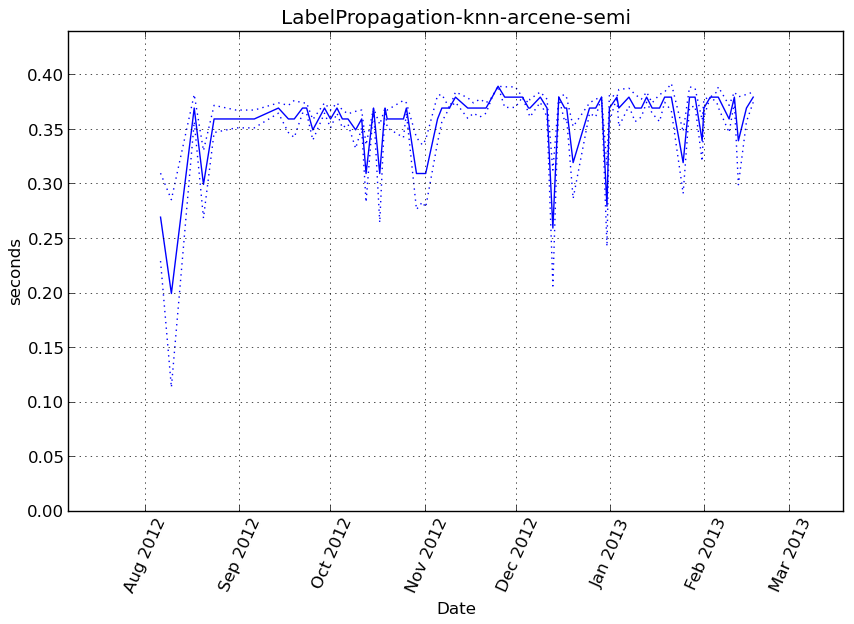 LabelPropagation-knn-arcene-semi
0.40
0.35
0.30
0.25
0.20
0.15
0.10
0.05
0.00
seconds
Aug 2012
Sep 2012
Oct 2012
Nov 2012
Dec 2012
Jan 2013
Feb 2013
Mar 2013
Date